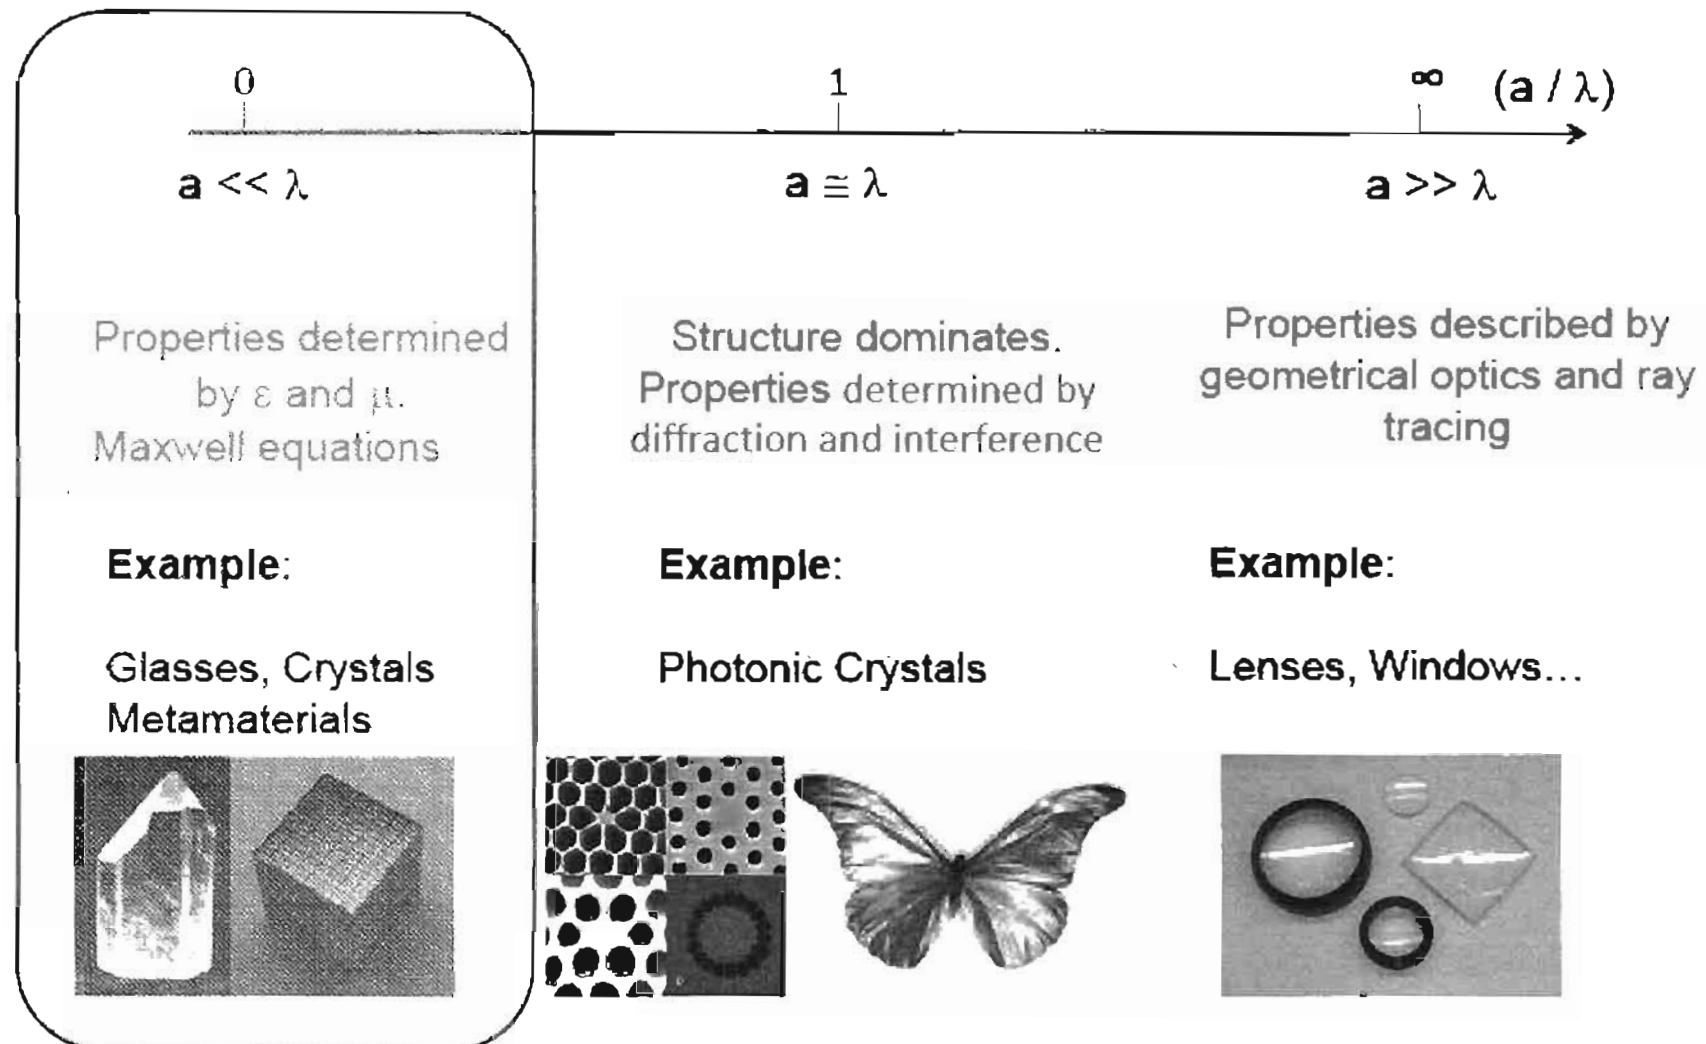 0 1 ∞ (a / λ)
a << λ a ≅ λ a >> λ
Properties determined
by ε and μ.
Maxwell equations
Structure dominates.
Properties determined by
diffraction and interference
Properties described by
geometrical optics and ray
tracing
Example:
Glasses, Crystals
Metamaterials
Example:
Photonic Crystals
Example:
Lenses, Windows...